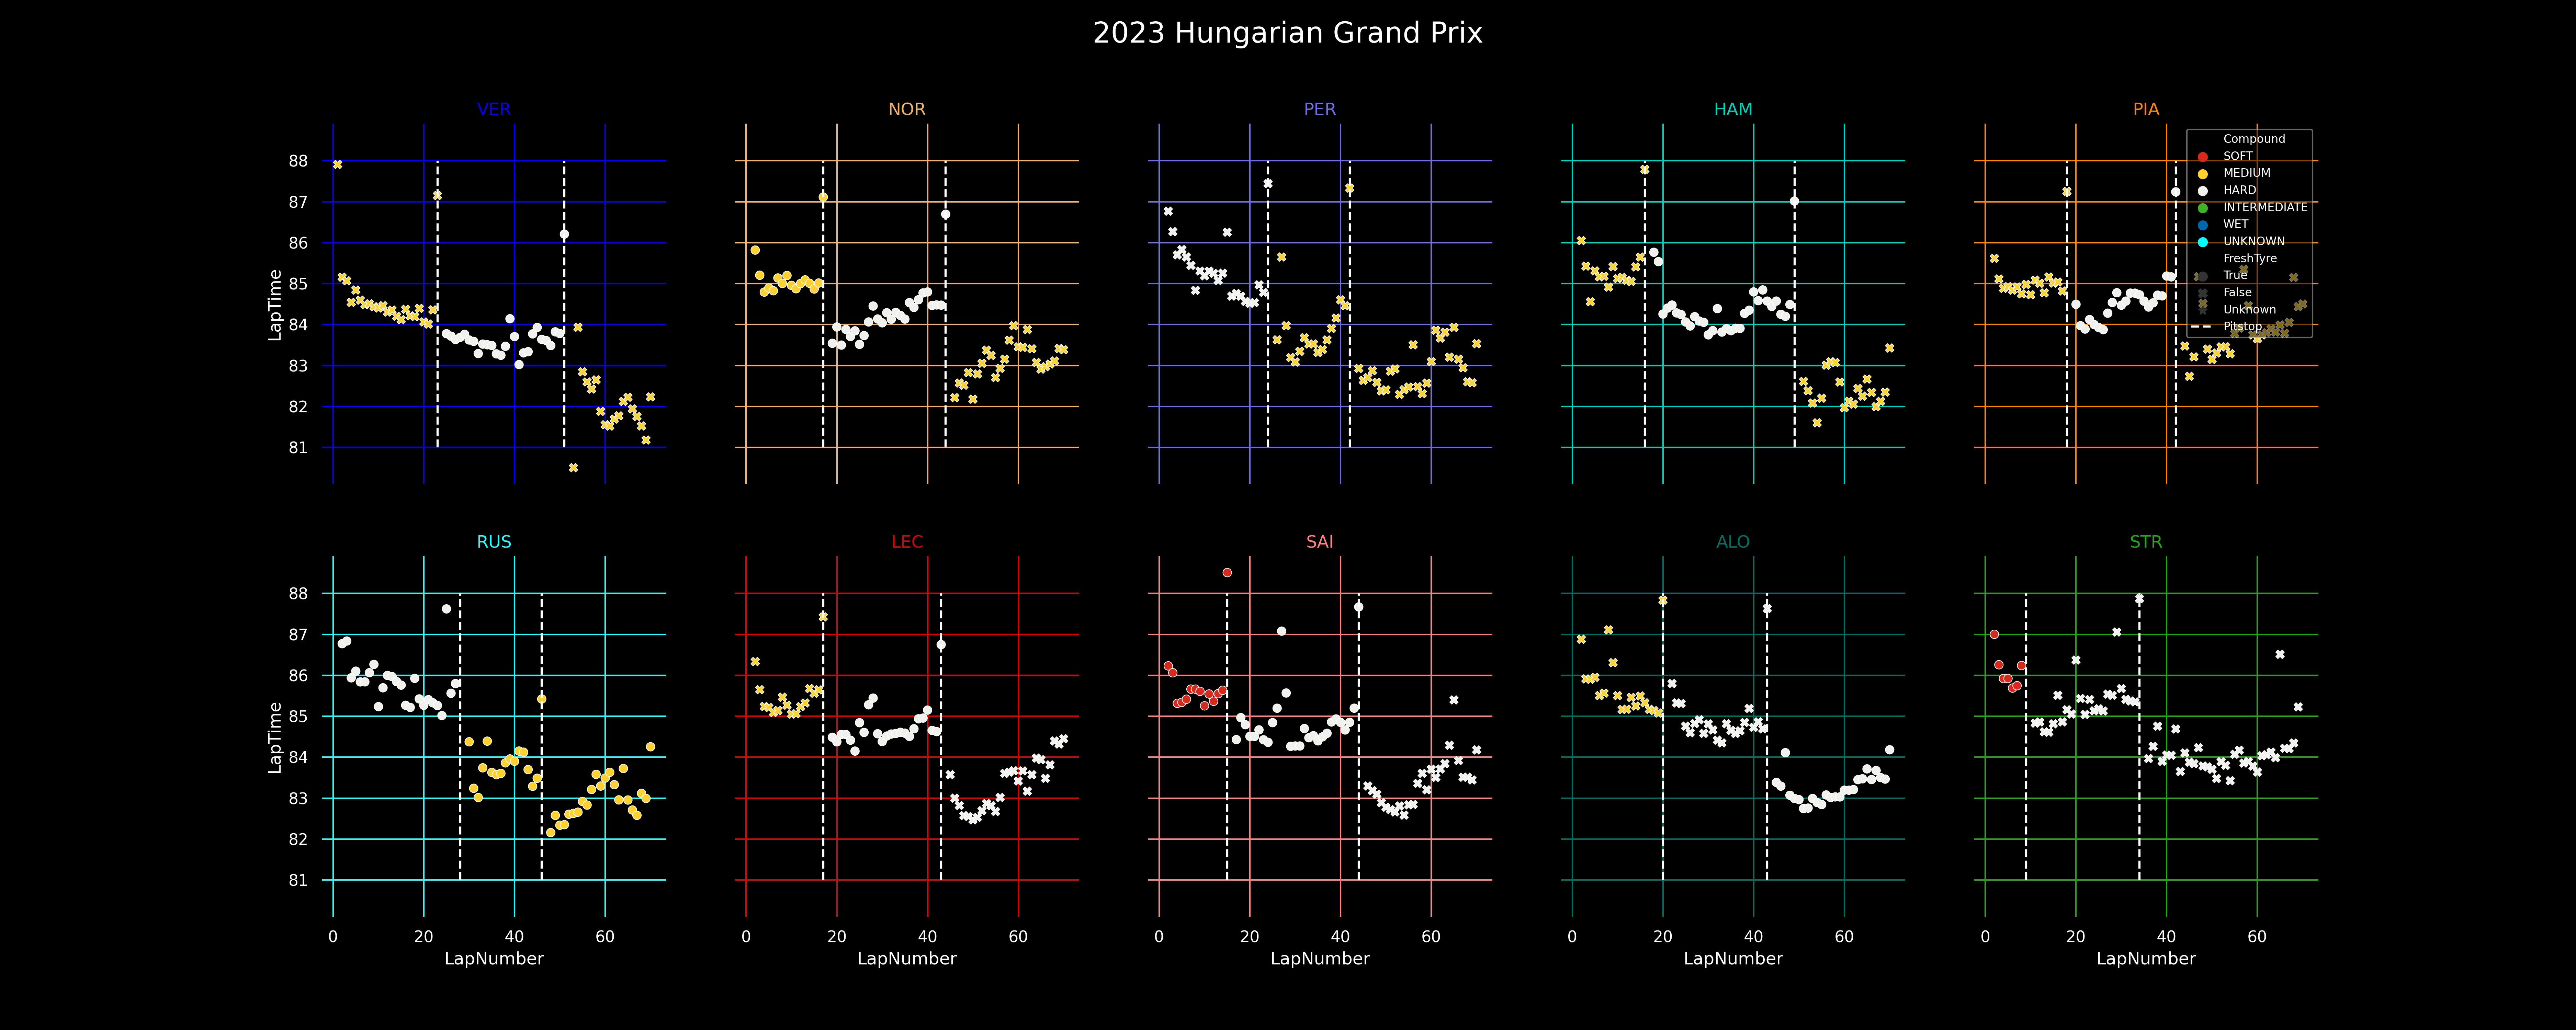 2023 Hungarian Grand Prix
VER
NOR
PER
HAM
PIA
88
87
86
85
84
83
82
81
LapTime
Compound
SOFT
MEDIUM
HARD
INTERMEDIATE
WET
UNKNOWN
FreshTyre
True
False
Unknown
Pitstop
RUS
LEC
SAI
ALO
STR
88
87
86
85
84
83
82
81
LapTime
0 20 40 60
0 20 40 60
0 20 40 60
0 20 40 60
0 20 40 60
LapNumber
LapNumber
LapNumber
LapNumber
LapNumber